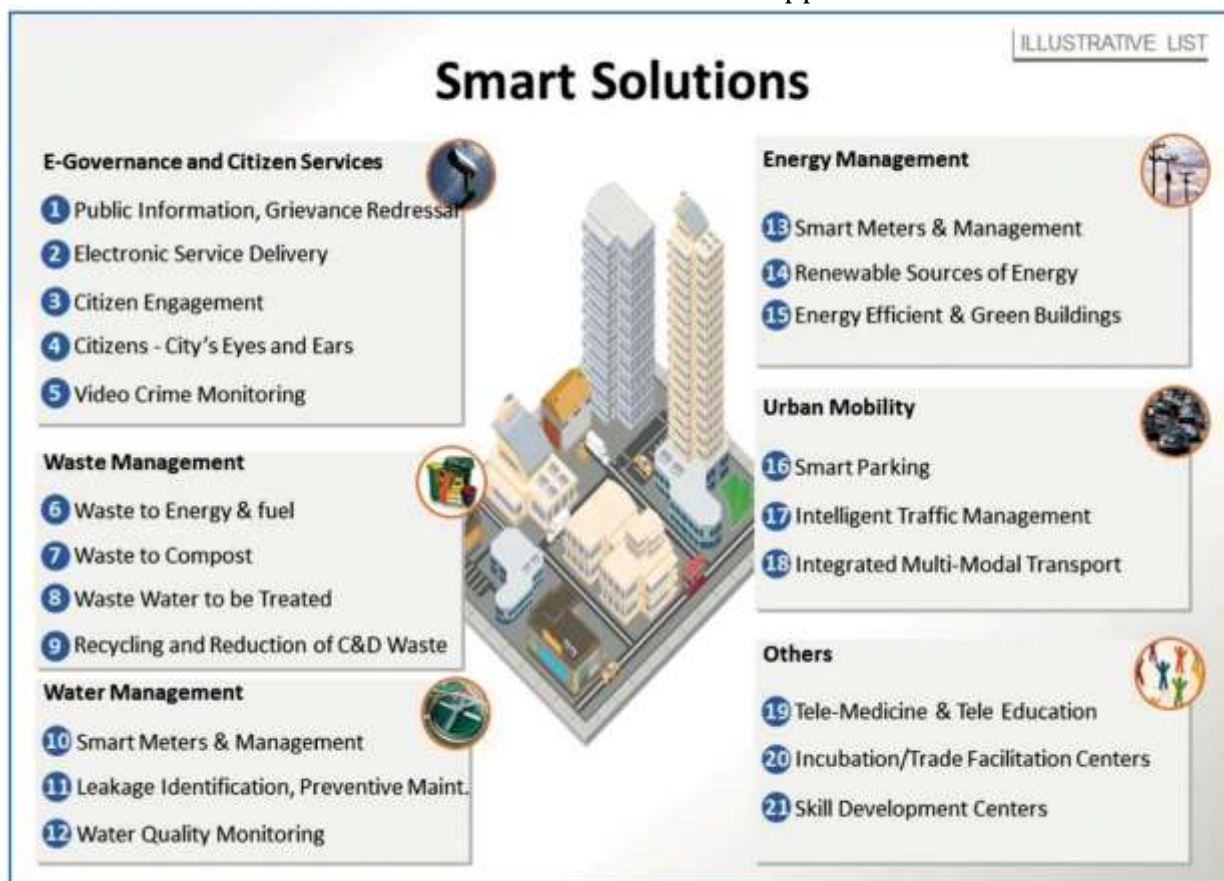 ILLUSTRATIVE LIST
Smart Solutions
E-Governance and Citizen Services
1 Public Information, Grievance Redressal
2 Electronic Service Delivery
3 Citizen Engagement
4 Citizens - City's Eyes and Ears
5 Video Crime Monitoring
Waste Management
6 Waste to Energy & fuel
7 Waste to Compost
8 Waste Water to be Treated
9 Recycling and Reduction of C&D Waste
Water Management
10 Smart Meters & Management
11 Leakage Identification, Preventive Maint.
12 Water Quality Monitoring
Energy Management
13 Smart Meters & Management
14 Renewable Sources of Energy
15 Energy Efficient & Green Buildings
Urban Mobility
16 Smart Parking
17 Intelligent Traffic Management
18 Integrated Multi-Modal Transport
Others
19 Tele-Medicine & Tele Education
20 Incubation/Trade Facilitation Centers
21 Skill Development Centers